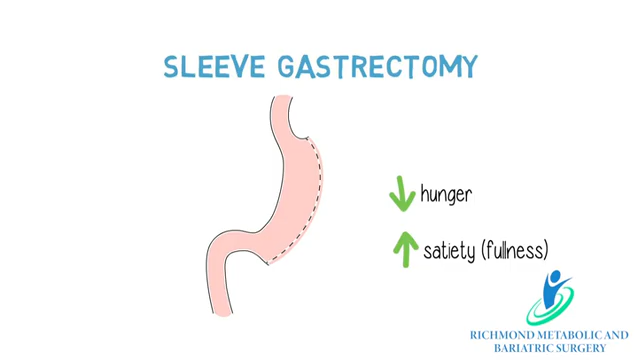 SLEEVE GASTRECTOMY
hunger
satiety (fullness)
RICHMOND METABOLIC AND
BARIATRIC SURGERY